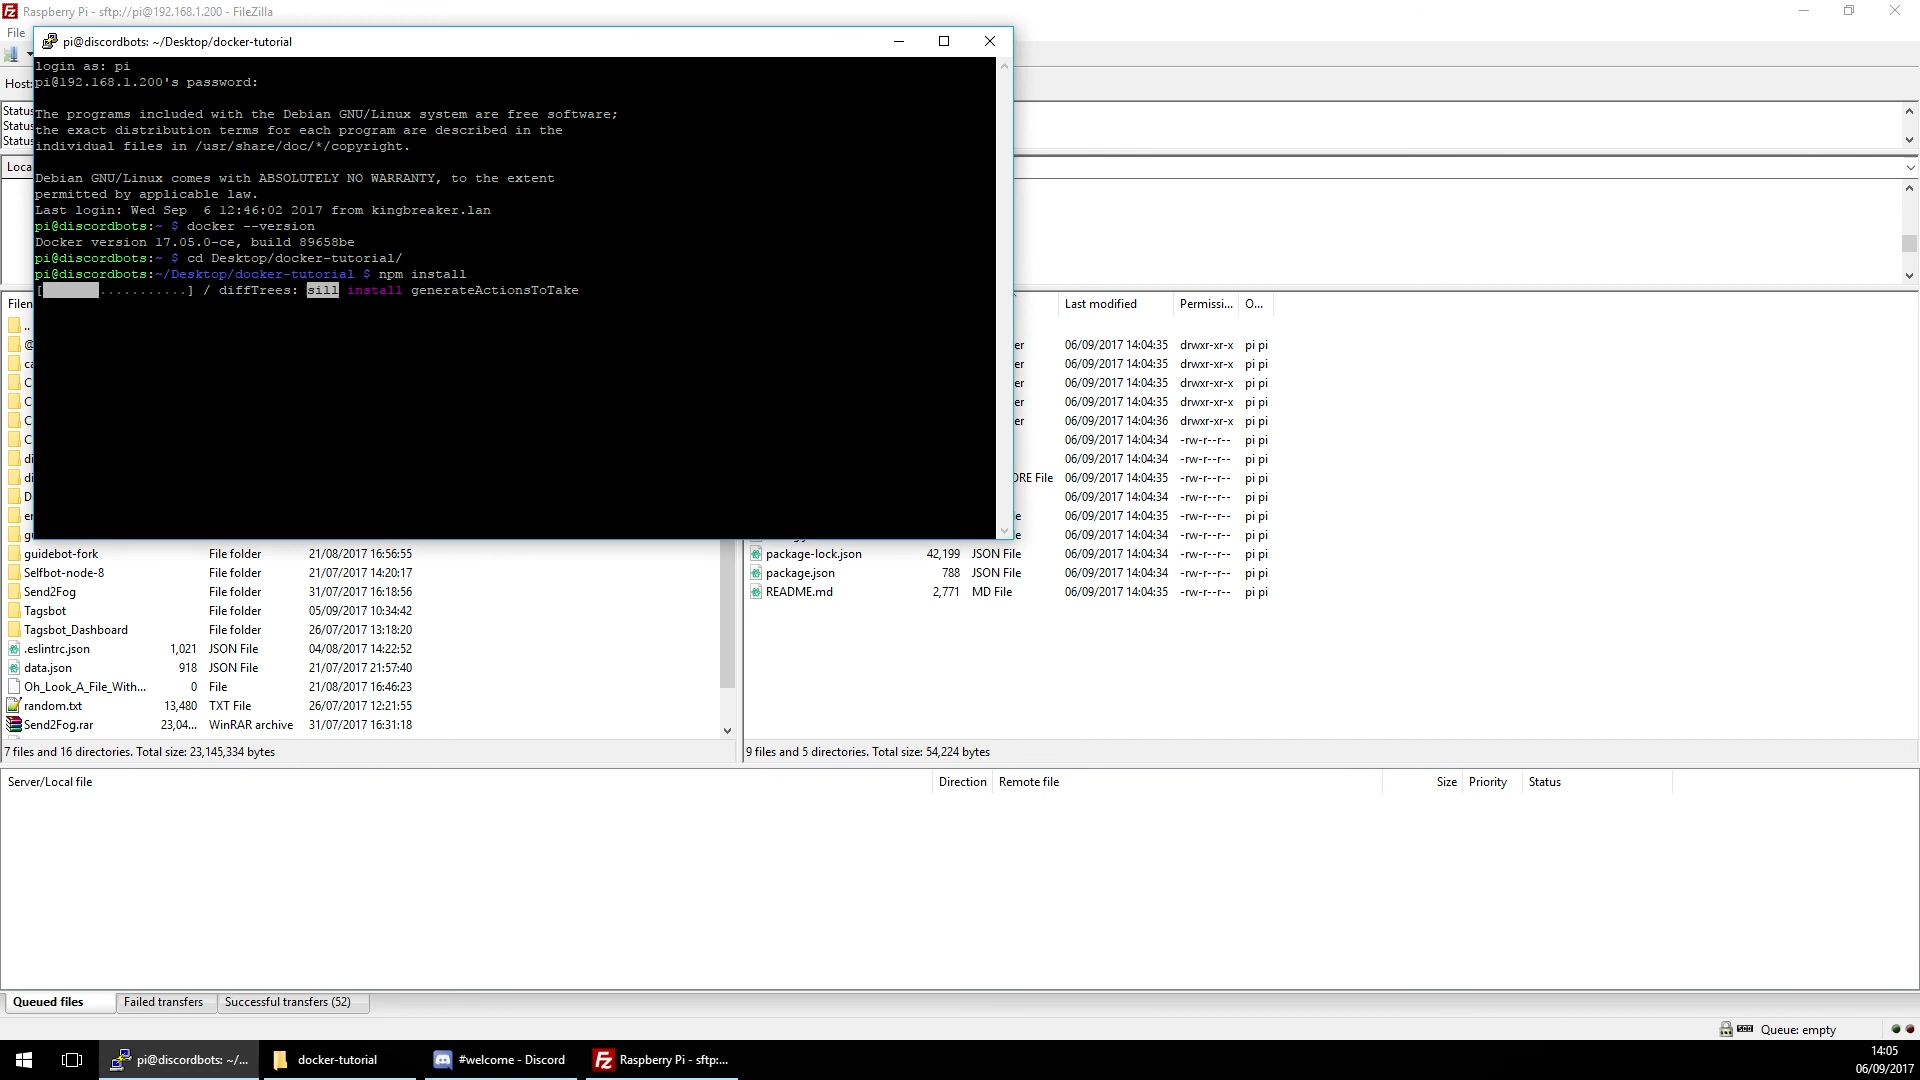 Raspberry Pi - sftp://pi@192.168.1.200 - FileZilla
File
pi@discordbots: ~/Desktop/docker-tutorial
Host:
Status
Status
Status
Loca
login as: pi
pi@192.168.1.200's password:
The programs included with the Debian GNU/Linux system are free software;
the exact distribution terms for each program are described in the
individual files in /usr/share/doc/*/copyright.
Debian GNU/Linux comes with ABSOLUTELY NO WARRANTY, to the extent
permitted by applicable law.
Last login: Wed Sep  6 12:46:02 2017 from kingbreaker.lan
pi@discordbots:~ $ docker --version
Docker version 17.05.0-ce, build 89658be
pi@discordbots:~ $ cd Desktop/docker-tutorial/
pi@discordbots:~/Desktop/docker-tutorial $ npm install
[ ...........] / diffTrees: sill install generateActionsToTake
Filen
..
@
ca
C
C
C
C
di
di
D
en
gu
guidebot-fork File folder 21/08/2017 16:56:55
Selfbot-node-8 File folder 21/07/2017 14:20:17
Send2Fog File folder 31/07/2017 16:18:56
Tagsbot File folder 05/09/2017 10:34:42
Tagsbot_Dashboard File folder 26/07/2017 13:18:20
.eslintrc.json 1,021 JSON File 04/08/2017 14:22:52
data.json 918 JSON File 21/07/2017 21:57:40
Oh_Look_A_File_With... 0 File 21/08/2017 16:46:23
random.txt 13,480 TXT File 26/07/2017 12:21:55
Send2Fog.rar 23,04... WinRAR archive 31/07/2017 16:31:18
7 files and 16 directories. Total size: 23,145,334 bytes
Last modified Permissi... O...
er 06/09/2017 14:04:35 drwxr-xr-x pi pi
er 06/09/2017 14:04:35 drwxr-xr-x pi pi
er 06/09/2017 14:04:35 drwxr-xr-x pi pi
er 06/09/2017 14:04:35 drwxr-xr-x pi pi
er 06/09/2017 14:04:36 drwxr-xr-x pi pi
06/09/2017 14:04:34 -rw-r--r-- pi pi
06/09/2017 14:04:34 -rw-r--r-- pi pi
ORE File 06/09/2017 14:04:35 -rw-r--r-- pi pi
06/09/2017 14:04:34 -rw-r--r-- pi pi
e 06/09/2017 14:04:35 -rw-r--r-- pi pi
e 06/09/2017 14:04:34 -rw-r--r-- pi pi
package-lock.json 42,199 JSON File 06/09/2017 14:04:34 -rw-r--r-- pi pi
package.json 788 JSON File 06/09/2017 14:04:34 -rw-r--r-- pi pi
README.md 2,771 MD File 06/09/2017 14:04:35 -rw-r--r-- pi pi
9 files and 5 directories. Total size: 54,224 bytes
Server/Local file Direction Remote file Size Priority Status
Queued files Failed transfers Successful transfers (52)
Queue: empty
pi@discordbots: ~/... docker-tutorial #welcome - Discord Raspberry Pi - sftp:...
14:05
06/09/2017